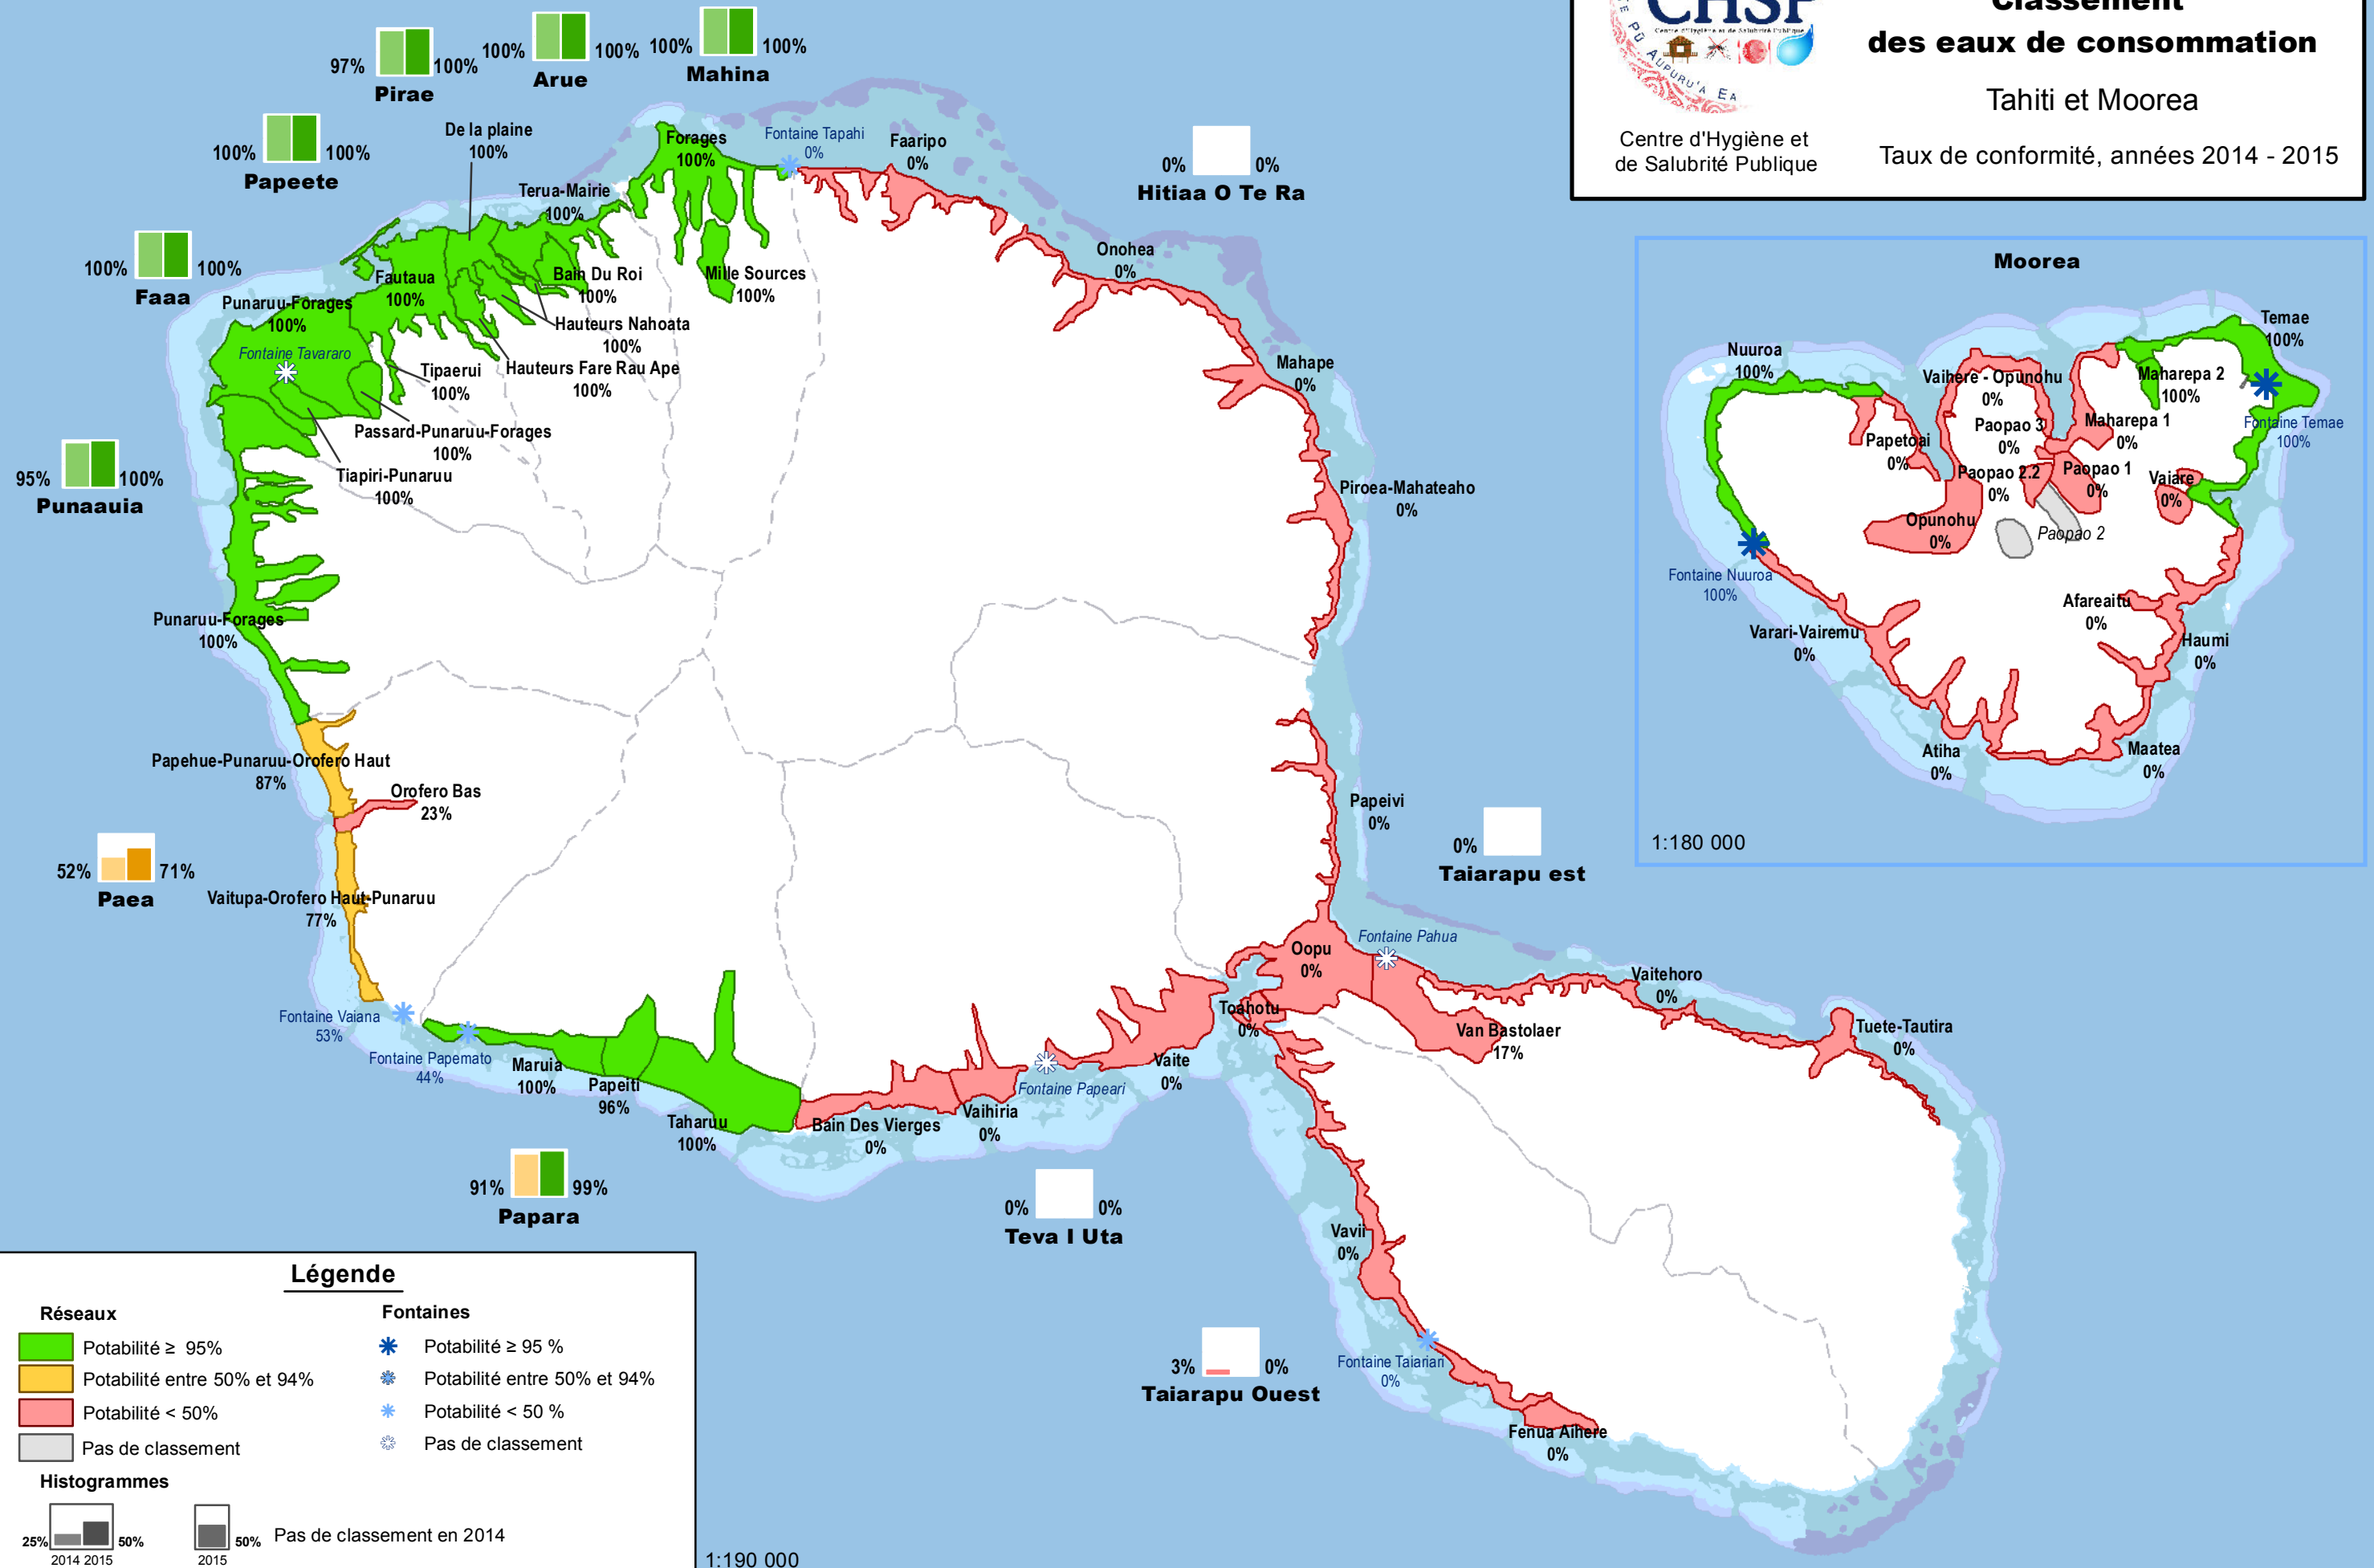 Classement
des eaux de consommation
Tahiti et Moorea
Taux de conformité, années 2014 - 2015
CHSP
Centre d'Hygiène et de Salubrité Publique
PŪ AUPURU'A EA
Centre d'Hygiène et
de Salubrité Publique
97% 100%
Pirae
100% 100%
Arue
100% 100%
Mahina
100% 100%
Papeete
100% 100%
Faaa
95% 100%
Punaauia
52% 71%
Paea
91% 99%
Papara
0% 0%
Teva I Uta
3% 0%
Taiarapu Ouest
0%
Taiarapu est
0% 0%
Hitiaa O Te Ra
De la plaine
100%
Terua-Mairie
100%
Forages
100%
Fontaine Tapahi
0%
Faaripo
0%
Onohea
0%
Mahape
0%
Piroea-Mahateaho
0%
Papeivi
0%
Fautaua
100%
Bain Du Roi
100%
Mille Sources
100%
Punaruu-Forages
100%
Fontaine Tavararo
Hauteurs Nahoata
100%
Hauteurs Fare Rau Ape
100%
Tipaerui
100%
Passard-Punaruu-Forages
100%
Tiapiri-Punaruu
100%
Punaruu-Forages
100%
Papehue-Punaruu-Orofero Haut
87%
Orofero Bas
23%
Vaitupa-Orofero Haut-Punaruu
77%
Fontaine Vaiana
53%
Fontaine Papemato
44%
Maruia
100%
Papeiti
96%
Taharuu
100%
Bain Des Vierges
0%
Vaihiria
0%
Fontaine Papeari
Vaite
0%
Toahotu
0%
Oopu
0%
Fontaine Pahua
Van Bastolaer
17%
Vaitehoro
0%
Tuete-Tautira
0%
Vavii
0%
Fontaine Taiariari
0%
Fenua Aihere
0%
Moorea
Nuuroa
100%
Vaihere - Opunohu
0%
Temae
100%
Maharepa 2
100%
Fontaine Temae
100%
Maharepa 1
0%
Paopao 3
0%
Papetoai
0%
Paopao 2.2
0%
Paopao 1
0%
Vaiare
0%
Opunohu
0%
Paopao 2
Fontaine Nuuroa
100%
Varari-Vairemu
0%
Afareaitu
0%
Haumi
0%
Atiha
0%
Maatea
0%
1:180 000
Légende
Réseaux
Potabilité ≥ 95%
Potabilité entre 50% et 94%
Potabilité < 50%
Pas de classement
Fontaines
Potabilité ≥ 95 %
Potabilité entre 50% et 94%
Potabilité < 50 %
Pas de classement
Histogrammes
25% 50%
2014 2015
50%
2015
Pas de classement en 2014
1:190 000